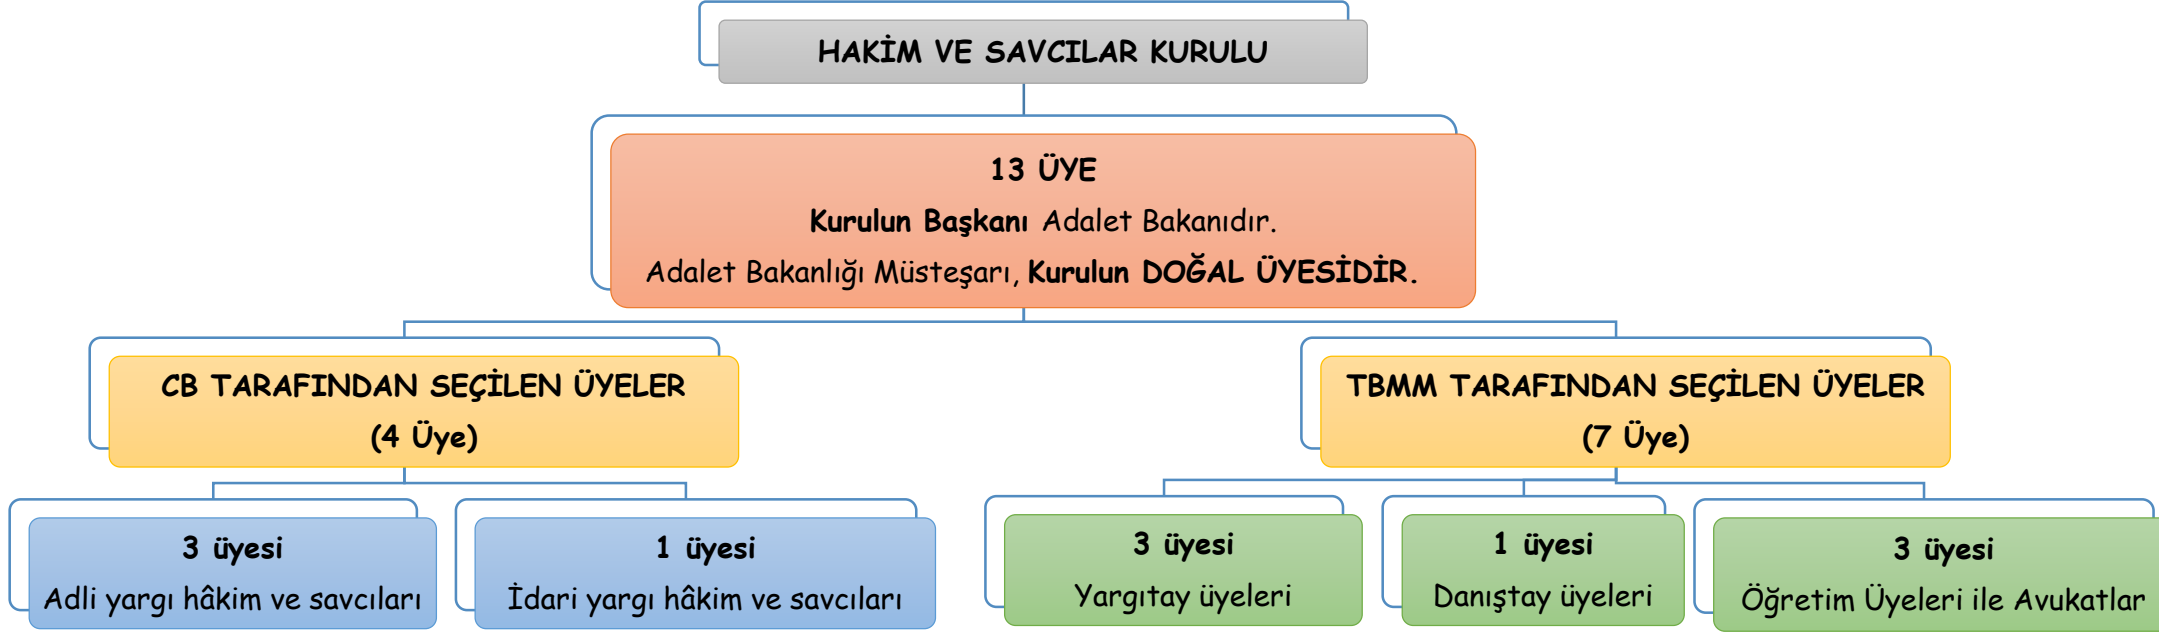 HAKİM VE SAVCILAR KURULU
13 ÜYE
Kurulun Başkanı Adalet Bakanıdır.
Adalet Bakanlığı Müsteşarı, Kurulun DOĞAL ÜYESİDİR.
CB TARAFINDAN SEÇİLEN ÜYELER
(4 Üye)
TBMM TARAFINDAN SEÇİLEN ÜYELER
(7 Üye)
3 üyesi
Adli yargı hâkim ve savcıları
1 üyesi
İdari yargı hâkim ve savcıları
3 üyesi
Yargıtay üyeleri
1 üyesi
Danıştay üyeleri
3 üyesi
Öğretim Üyeleri ile Avukatlar